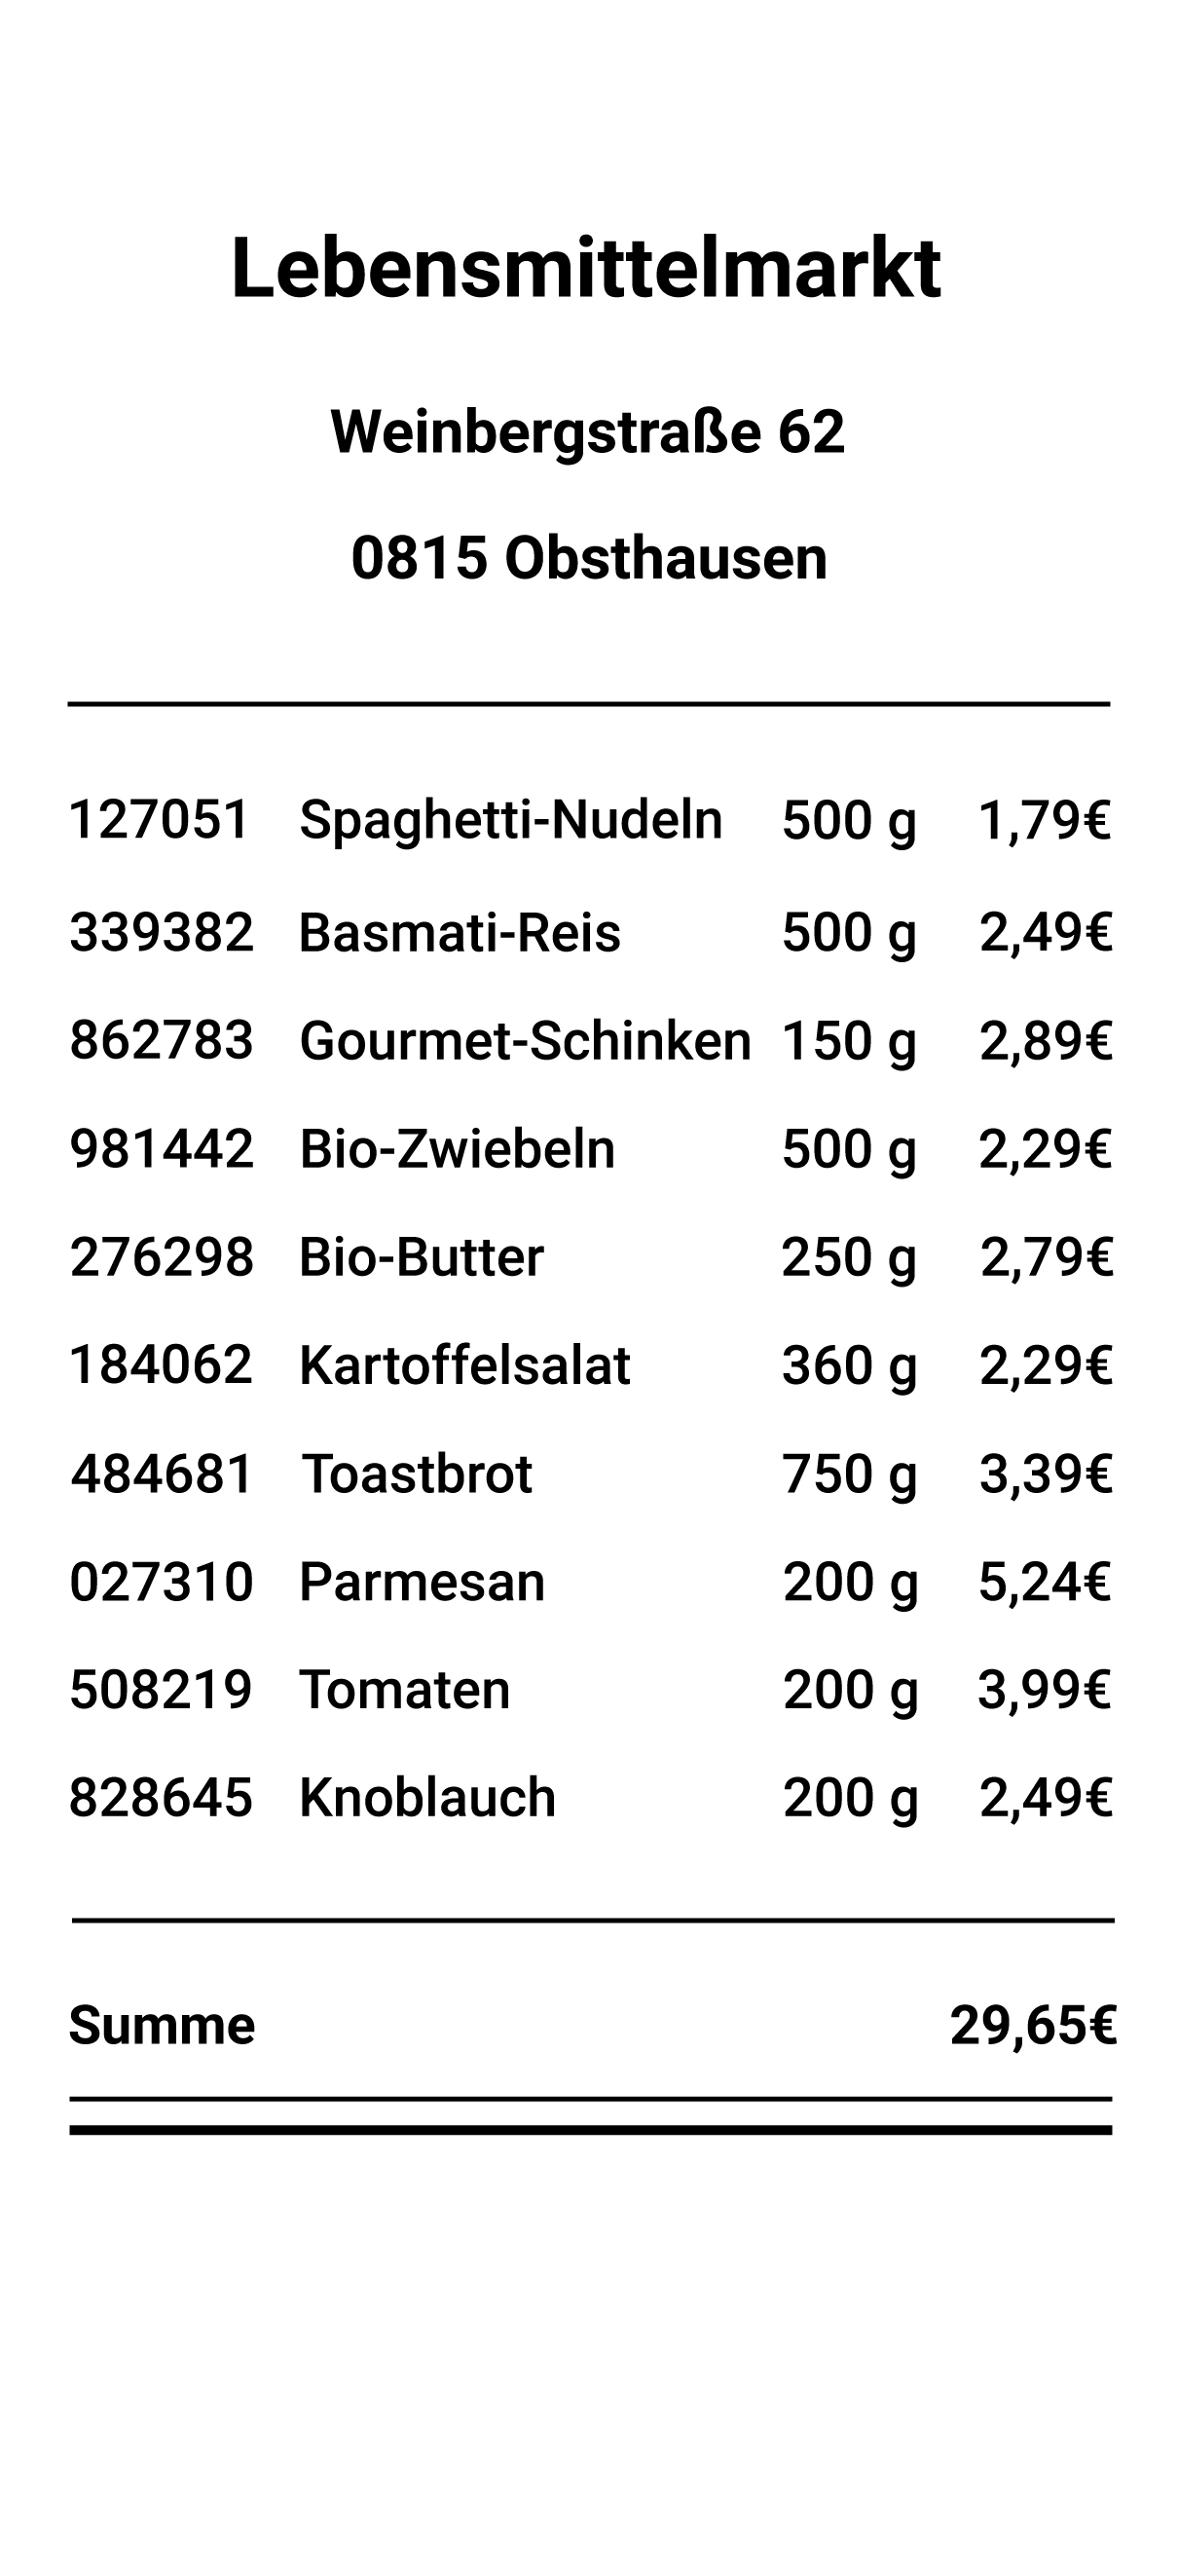 Lebensmittelmarkt
Weinbergstraße 62
0815 Obsthausen
127051 Spaghetti-Nudeln 500 g 1,79€
339382 Basmati-Reis 500 g 2,49€
862783 Gourmet-Schinken 150 g 2,89€
981442 Bio-Zwiebeln 500 g 2,29€
276298 Bio-Butter 250 g 2,79€
184062 Kartoffelsalat 360 g 2,29€
484681 Toastbrot 750 g 3,39€
027310 Parmesan 200 g 5,24€
508219 Tomaten 200 g 3,99€
828645 Knoblauch 200 g 2,49€
Summe 29,65€